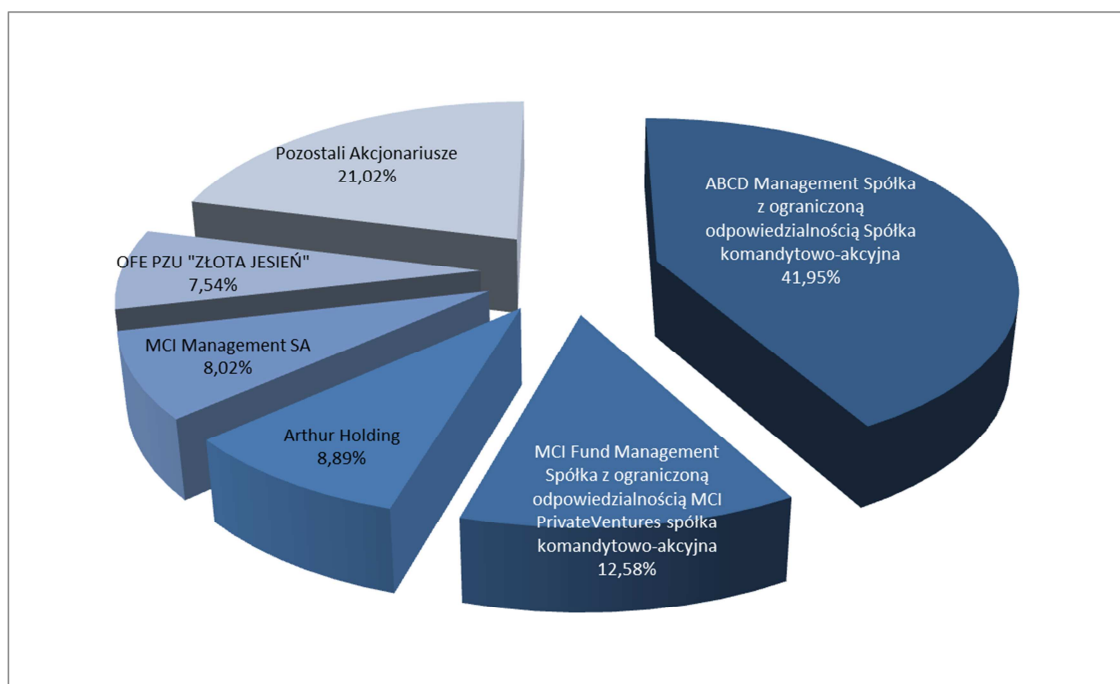 Pozostali Akcjonariusze
21,02%
ABCD Management Spółka
z ograniczoną
odpowiedzialnością Spółka
komandytowo-akcyjna
41,95%
OFE PZU "ZŁOTA JESIEŃ"
7,54%
MCI Management SA
8,02%
Arthur Holding
8,89%
MCI Fund Management
Spółka z ograniczoną
odpowiedzialnością MCI
PrivateVentures spółka
komandytowo-akcyjna
12,58%